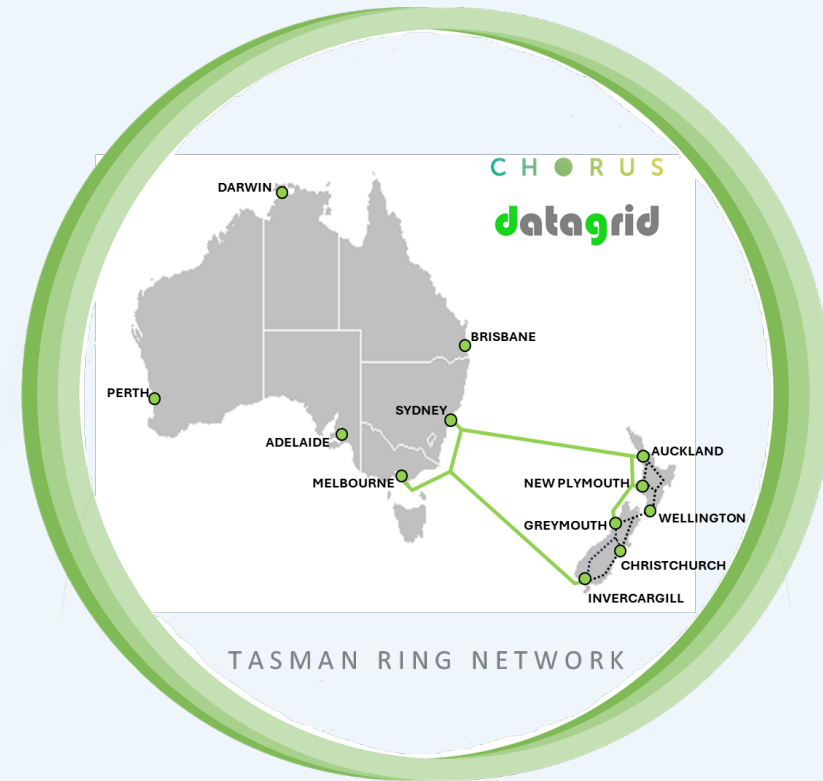 CHORUS
datagrid
DARWIN
BRISBANE
PERTH
SYDNEY
ADELAIDE
MELBOURNE
AUCKLAND
NEW PLYMOUTH
WELLINGTON
GREYMOUTH
CHRISTCHURCH
INVERCARGILL
TASMAN RING NETWORK